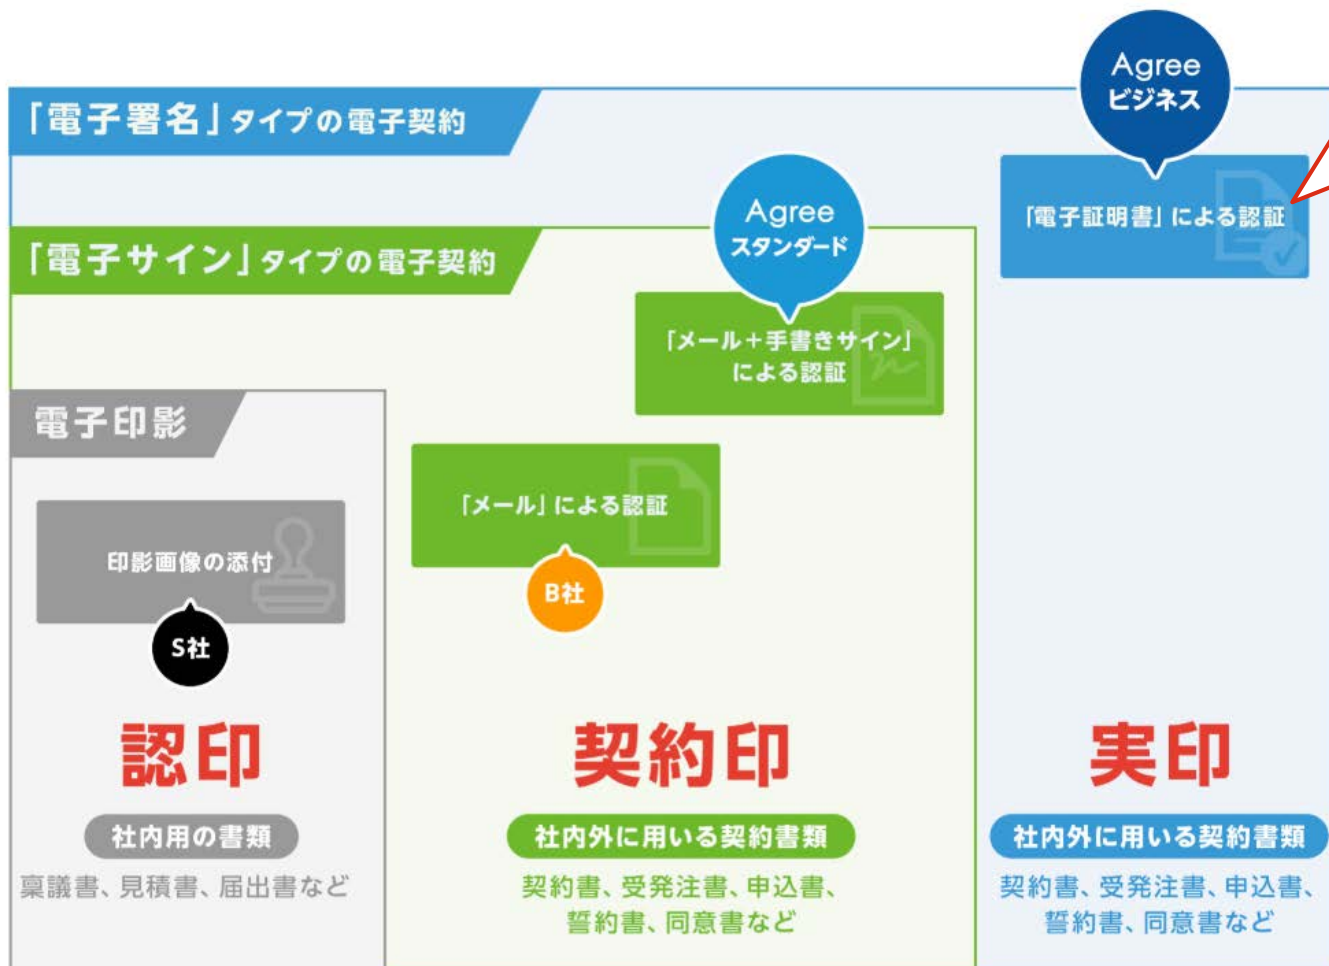 Agree
ビジネス
「電子署名」タイプの電子契約
「電子証明書」による認証
Agree
スタンダード
「電子サイン」タイプの電子契約
「メール＋手書きサイン」
による認証
電子印影
「メール」による認証
印影画像の添付
B社
S社
認印
契約印
実印
社内用の書類
社内外に用いる契約書類
社内外に用いる契約書類
稟議書、見積書、届出書など
契約書、受発注書、申込書、
誓約書、同意書など
契約書、受発注書、申込書、
誓約書、同意書など